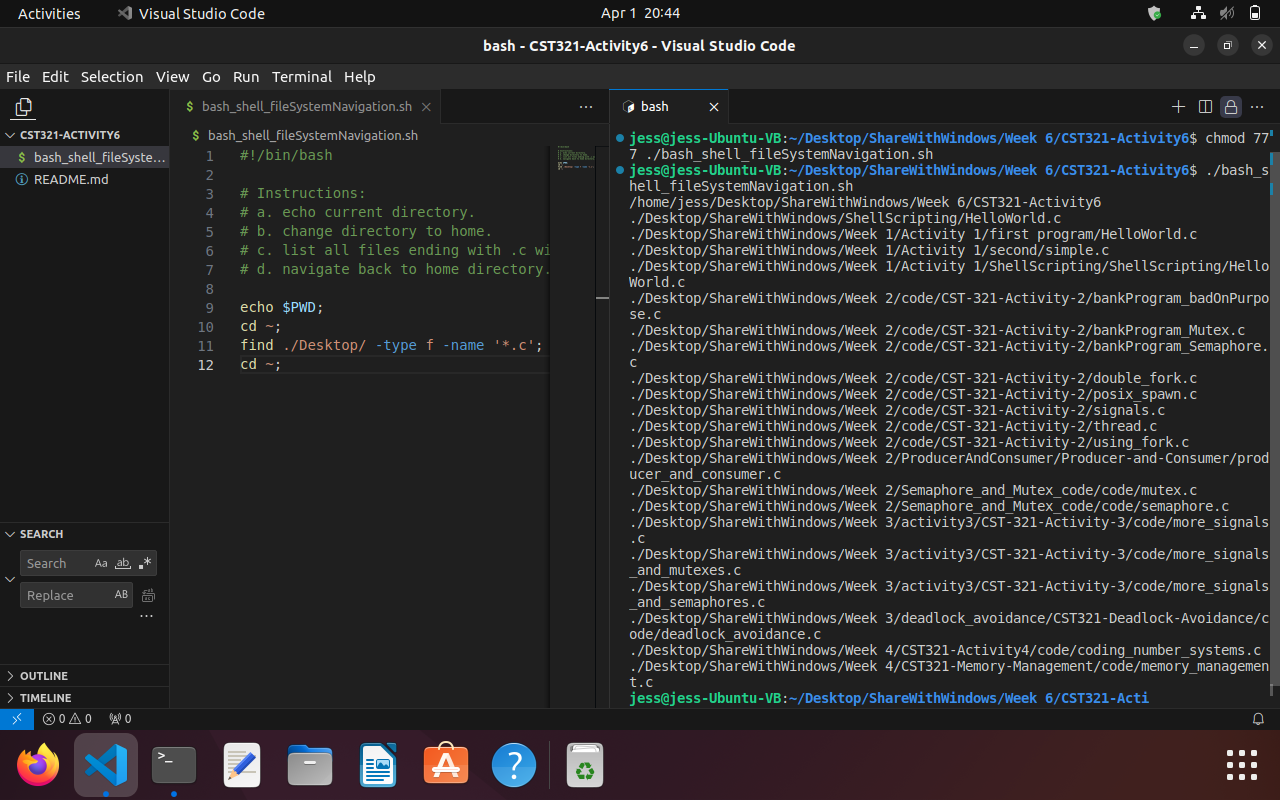 Activities
Visual Studio Code
Apr 1 20:44
bash - CST321-Activity6 - Visual Studio Code
File Edit Selection View Go Run Terminal Help
CST321-ACTIVITY6
$ bash_shell_fileSyste...
README.md
SEARCH
Search
Aa ab
Replace
AB
OUTLINE
TIMELINE
$ bash_shell_fileSystemNavigation.sh
$ bash_shell_fileSystemNavigation.sh
1 #!/bin/bash
2
3 # Instructions:
4 # a. echo current directory.
5 # b. change directory to home.
6 # c. list all files ending with .c wi
7 # d. navigate back to home directory.
8
9 echo $PWD;
10 cd ~;
11 find ./Desktop/ -type f -name '*.c';
12 cd ~;
bash
jess@jess-Ubuntu-VB:~/Desktop/ShareWithWindows/Week 6/CST321-Activity6$ chmod 77
7 ./bash_shell_fileSystemNavigation.sh
jess@jess-Ubuntu-VB:~/Desktop/ShareWithWindows/Week 6/CST321-Activity6$ ./bash_s
hell_fileSystemNavigation.sh
/home/jess/Desktop/ShareWithWindows/Week 6/CST321-Activity6
./Desktop/ShareWithWindows/ShellScripting/HelloWorld.c
./Desktop/ShareWithWindows/Week 1/Activity 1/first program/HelloWorld.c
./Desktop/ShareWithWindows/Week 1/Activity 1/second/simple.c
./Desktop/ShareWithWindows/Week 1/Activity 1/ShellScripting/ShellScripting/Hello
World.c
./Desktop/ShareWithWindows/Week 2/code/CST-321-Activity-2/bankProgram_badOnPurpo
se.c
./Desktop/ShareWithWindows/Week 2/code/CST-321-Activity-2/bankProgram_Mutex.c
./Desktop/ShareWithWindows/Week 2/code/CST-321-Activity-2/bankProgram_Semaphore.
c
./Desktop/ShareWithWindows/Week 2/code/CST-321-Activity-2/double_fork.c
./Desktop/ShareWithWindows/Week 2/code/CST-321-Activity-2/posix_spawn.c
./Desktop/ShareWithWindows/Week 2/code/CST-321-Activity-2/signals.c
./Desktop/ShareWithWindows/Week 2/code/CST-321-Activity-2/thread.c
./Desktop/ShareWithWindows/Week 2/code/CST-321-Activity-2/using_fork.c
./Desktop/ShareWithWindows/Week 2/ProducerAndConsumer/Producer-and-Consumer/prod
ucer_and_consumer.c
./Desktop/ShareWithWindows/Week 2/Semaphore_and_Mutex_code/code/mutex.c
./Desktop/ShareWithWindows/Week 2/Semaphore_and_Mutex_code/code/semaphore.c
./Desktop/ShareWithWindows/Week 3/activity3/CST-321-Activity-3/code/more_signals
.c
./Desktop/ShareWithWindows/Week 3/activity3/CST-321-Activity-3/code/more_signals
_and_mutexes.c
./Desktop/ShareWithWindows/Week 3/activity3/CST-321-Activity-3/code/more_signals
_and_semaphores.c
./Desktop/ShareWithWindows/Week 3/deadlock_avoidance/CST321-Deadlock-Avoidance/c
ode/deadlock_avoidance.c
./Desktop/ShareWithWindows/Week 4/CST321-Activity4/code/coding_number_systems.c
./Desktop/ShareWithWindows/Week 4/CST321-Memory-Management/code/memory_managemen
t.c
jess@jess-Ubuntu-VB:~/Desktop/ShareWithWindows/Week 6/CST321-Acti
0 0 0